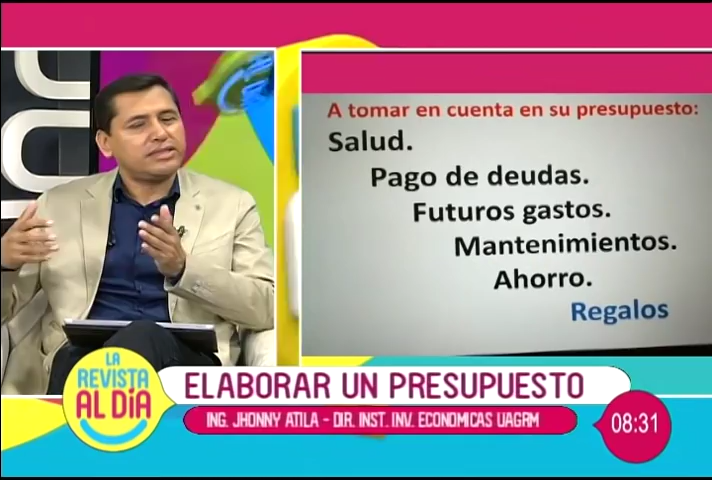 A tomar en cuenta en su presupuesto:
Salud.
Pago de deudas.
Futuros gastos.
Mantenimientos.
Ahorro.
Regalos
LA
REVISTA
AL DÍA
ELABORAR UN PRESUPUESTO
ING. JHONNY ATILA - DIR. INST. INV. ECONOMICAS UAGRM
08:31